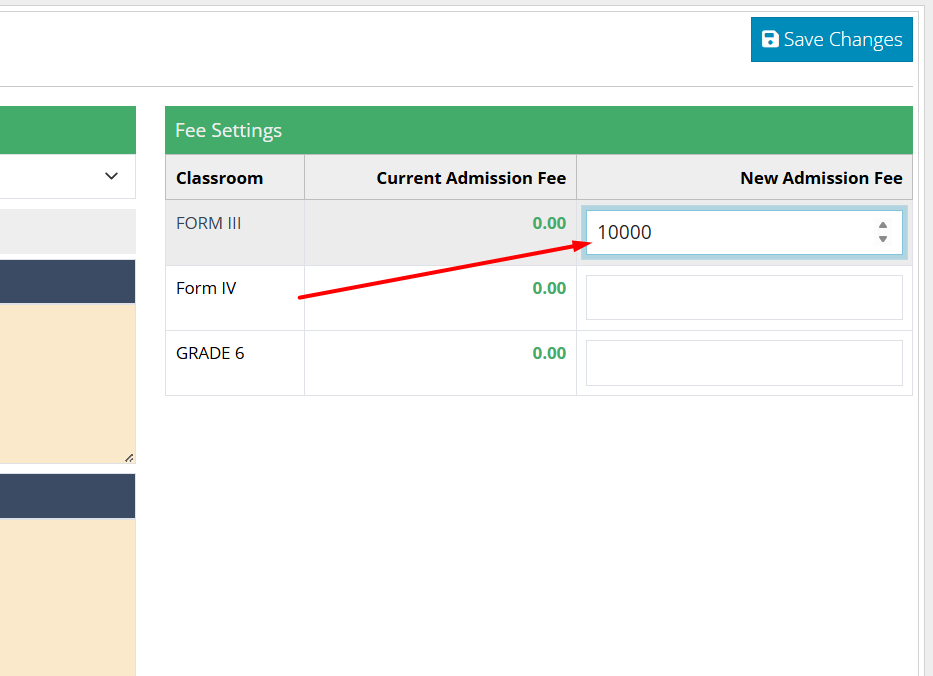 Save Changes
Fee Settings
Classroom Current Admission Fee New Admission Fee
FORM III 0.00 10000
Form IV 0.00
GRADE 6 0.00